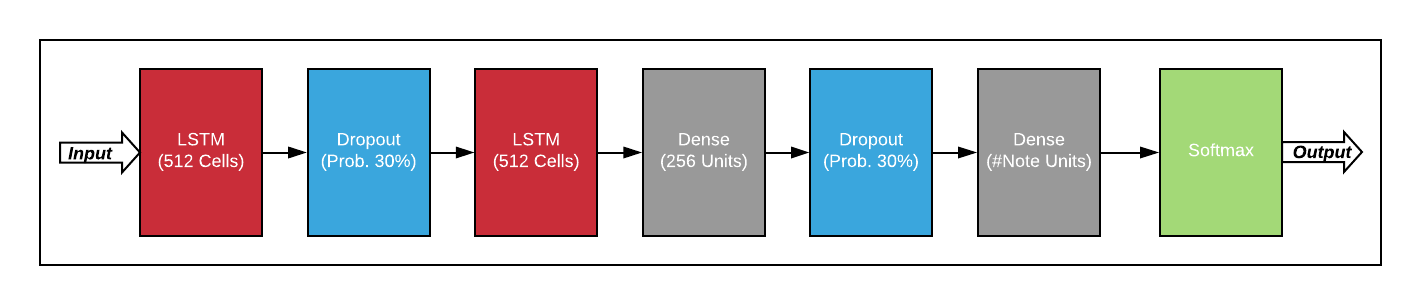 Input
LSTM
(512 Cells)
Dropout
(Prob. 30%)
LSTM
(512 Cells)
Dense
(256 Units)
Dropout
(Prob. 30%)
Dense
(#Note Units)
Softmax
Output